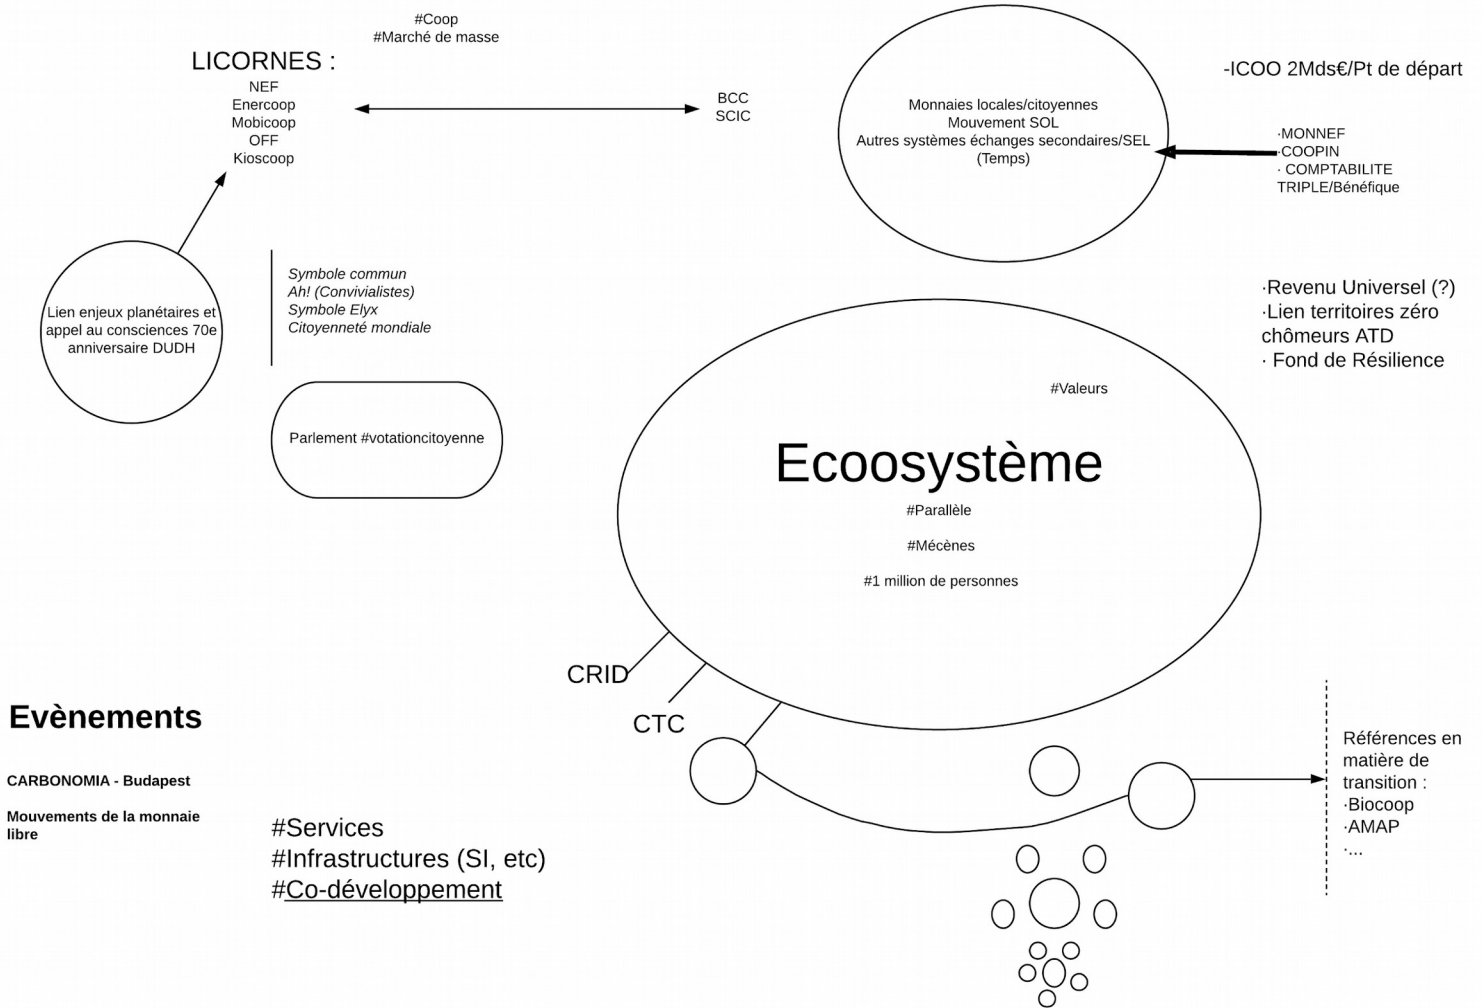 #Coop
#Marché de masse
LICORNES :
NEF
Enercoop
Mobicoop
OFF
Kioscoop
BCC
SCIC
Monnaies locales/citoyennes
Mouvement SOL
Autres systèmes échanges secondaires/SEL
(Temps)
-ICOO 2Mds€/Pt de départ
·MONNEF
·COOPIN
· COMPTABILITE
TRIPLE/Bénéfique
Lien enjeux planétaires et
appel au consciences 70e
anniversaire DUDH
Symbole commun
Ah! (Convivialistes)
Symbole Elyx
Citoyenneté mondiale
Parlement #votationcitoyenne
·Revenu Universel (?)
·Lien territoires zéro
chômeurs ATD
· Fond de Résilience
#Valeurs
Ecoosystème
#Parallèle
#Mécènes
#1 million de personnes
CRID
CTC
Evènements
CARBONOMIA - Budapest
Mouvements de la monnaie
libre
#Services
#Infrastructures (SI, etc)
#Co-développement
Références en
matière de
transition :
·Biocoop
·AMAP
·...